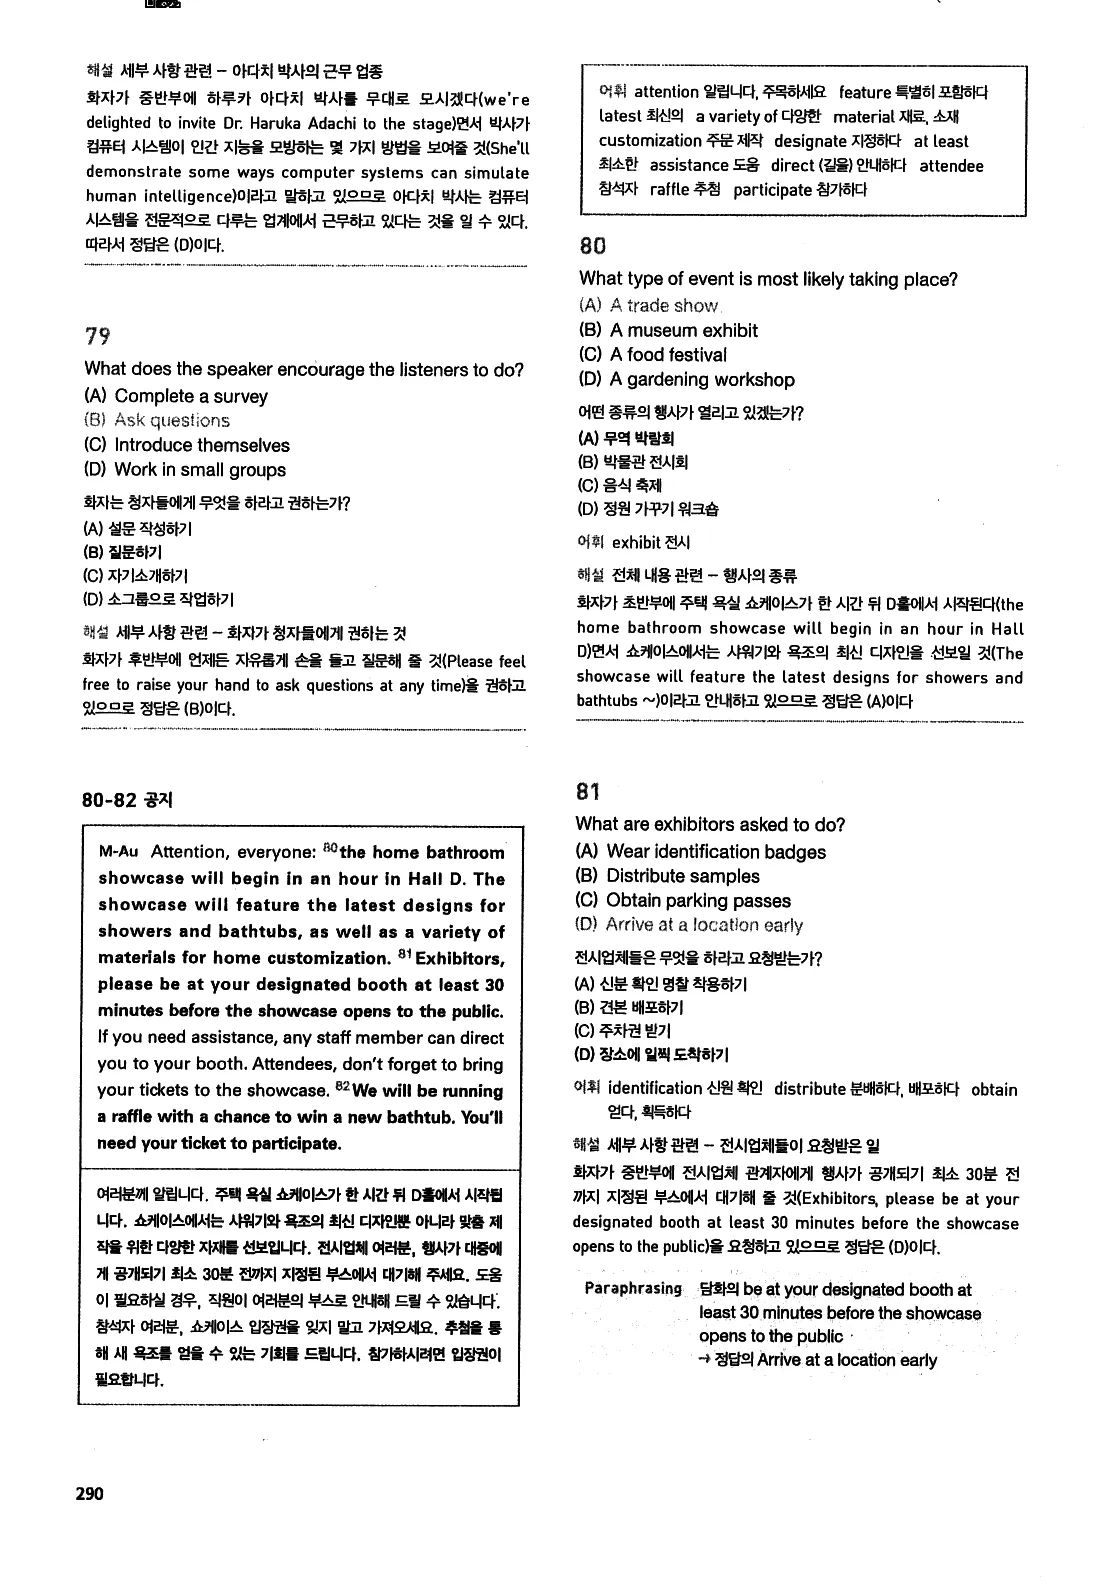 해설 세부 사항 관련 – 아다치 박사의 근무 업종
화자가 중반부에 하루카 아다치 박사를 무대로 모시겠다(we're
delighted to invite Dr. Haruka Adachi to the stage)면서 박사가
컴퓨터 시스템이 인간 지능을 모방하는 몇 가지 방법을 보여줄 것(She'll
demonstrate some ways computer systems can simulate
human intelligence)이라고 말하고 있으므로 아다치 박사는 컴퓨터
시스템을 전문적으로 다루는 업계에서 근무하고 있다는 것을 알 수 있다.
따라서 정답은 (D)이다.
79
What does the speaker encourage the listeners to do?
(A) Complete a survey
(B) Ask questions
(C) Introduce themselves
(D) Work in small groups
화자는 청자들에게 무엇을 하라고 권하는가?
(A) 설문 작성하기
(B) 질문하기
(C) 자기소개하기
(D) 소그룹으로 작업하기
해설 세부 사항 관련 – 화자가 청자들에게 권하는 것
화자가 후반부에 언제든 자유롭게 손을 들고 질문해 줄 것(Please feel
free to raise your hand to ask questions at any time)을 권하고
있으므로 정답은 (B)이다.
80-82 공지
M-Au Attention, everyone: 80the home bathroom
showcase will begin in an hour in Hall D. The
showcase will feature the latest designs for
showers and bathtubs, as well as a variety of
materials for home customization. 81Exhibitors,
please be at your designated booth at least 30
minutes before the showcase opens to the public.
If you need assistance, any staff member can direct
you to your booth. Attendees, don't forget to bring
your tickets to the showcase. 82We will be running
a raffle with a chance to win a new bathtub. You'll
need your ticket to participate.
여러분께 알립니다. 주택 욕실 쇼케이스가 한 시간 뒤 D홀에서 시작됩
니다. 쇼케이스에서는 샤워기와 욕조의 최신 디자인뿐 아니라 맞춤 제
작을 위한 다양한 자재를 선보입니다. 전시업체 여러분, 행사가 대중에
게 공개되기 최소 30분 전까지 지정된 부스에서 대기해 주세요. 도움
이 필요하실 경우, 직원이 여러분의 부스로 안내해 드릴 수 있습니다.
참석자 여러분, 쇼케이스 입장권을 잊지 말고 가져오세요. 추첨을 통
해 새 욕조를 얻을 수 있는 기회를 드립니다. 참가하시려면 입장권이
필요합니다.
290
어휘 attention 알립니다, 주목하세요 feature 특별히 포함하다
latest 최신의 a variety of 다양한 material 재료, 소재
customization 주문 제작 designate 지정하다 at least
최소한 assistance 도움 direct (길을) 안내하다 attendee
참석자 raffle 추첨 participate 참가하다
80
What type of event is most likely taking place?
(A) A trade show
(B) A museum exhibit
(C) A food festival
(D) A gardening workshop
어떤 종류의 행사가 열리고 있겠는가?
(A) 무역 박람회
(B) 박물관 전시회
(C) 음식 축제
(D) 정원 가꾸기 워크숍
어휘 exhibit 전시
해설 전체 내용 관련 – 행사의 종류
화자가 초반부에 주택 욕실 쇼케이스가 한 시간 뒤 D홀에서 시작된다(the
home bathroom showcase will begin in an hour in Hall
D)면서 쇼케이스에서는 샤워기와 욕조의 최신 디자인을 선보일 것(The
showcase will feature the latest designs for showers and
bathtubs ~)이라고 안내하고 있으므로 정답은 (A)이다
81
What are exhibitors asked to do?
(A) Wear identification badges
(B) Distribute samples
(C) Obtain parking passes
(D) Arrive at a location early
전시업체들은 무엇을 하라고 요청받는가?
(A) 신분 확인 명찰 착용하기
(B) 견본 배포하기
(C) 주차권 받기
(D) 장소에 일찍 도착하기
어휘 identification 신원 확인 distribute 분배하다, 배포하다 obtain
얻다, 획득하다
해설 세부 사항 관련 – 전시업체들이 요청받은 일
화자가 중반부에 전시업체 관계자에게 행사가 공개되기 최소 30분 전
까지 지정된 부스에서 대기해 줄 것(Exhibitors, please be at your
designated booth at least 30 minutes before the showcase
opens to the public)을 요청하고 있으므로 정답은 (D)이다.
Paraphrasing 담화의 be at your designated booth at
least 30 minutes before the showcase
opens to the public
→ 정답의 Arrive at a location early